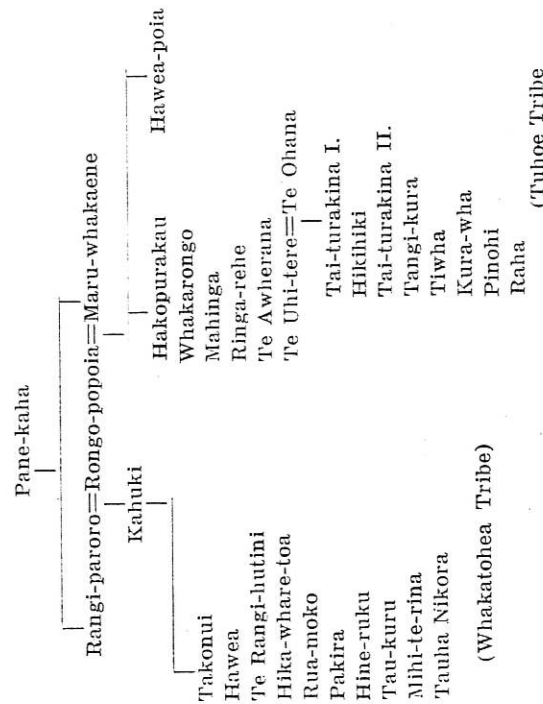 Pane-kaha
Rangi-paroro=Rongo-popoia=Maru-whakaene
Kahuki
Hawea-poia
Takonui
Hawea
Te Rangi-hutini
Hika-whare-toa
Rua-moko
Pakira
Hine-ruku
Tau-kuru
Mihi-te-rina
Tauha Nikora
(Whakatohea Tribe)
Hakopurakau
Whakarongo
Mahinga
Ringa-rehe
Te Awherana
Te Uhi-tere=Te Ohana
Tai-turakina I.
Hikihiki
Tai-turakina II.
Tangi-kura
Tiwha
Kura-wha
Pinohi
Raha
(Tuhoe Tribe